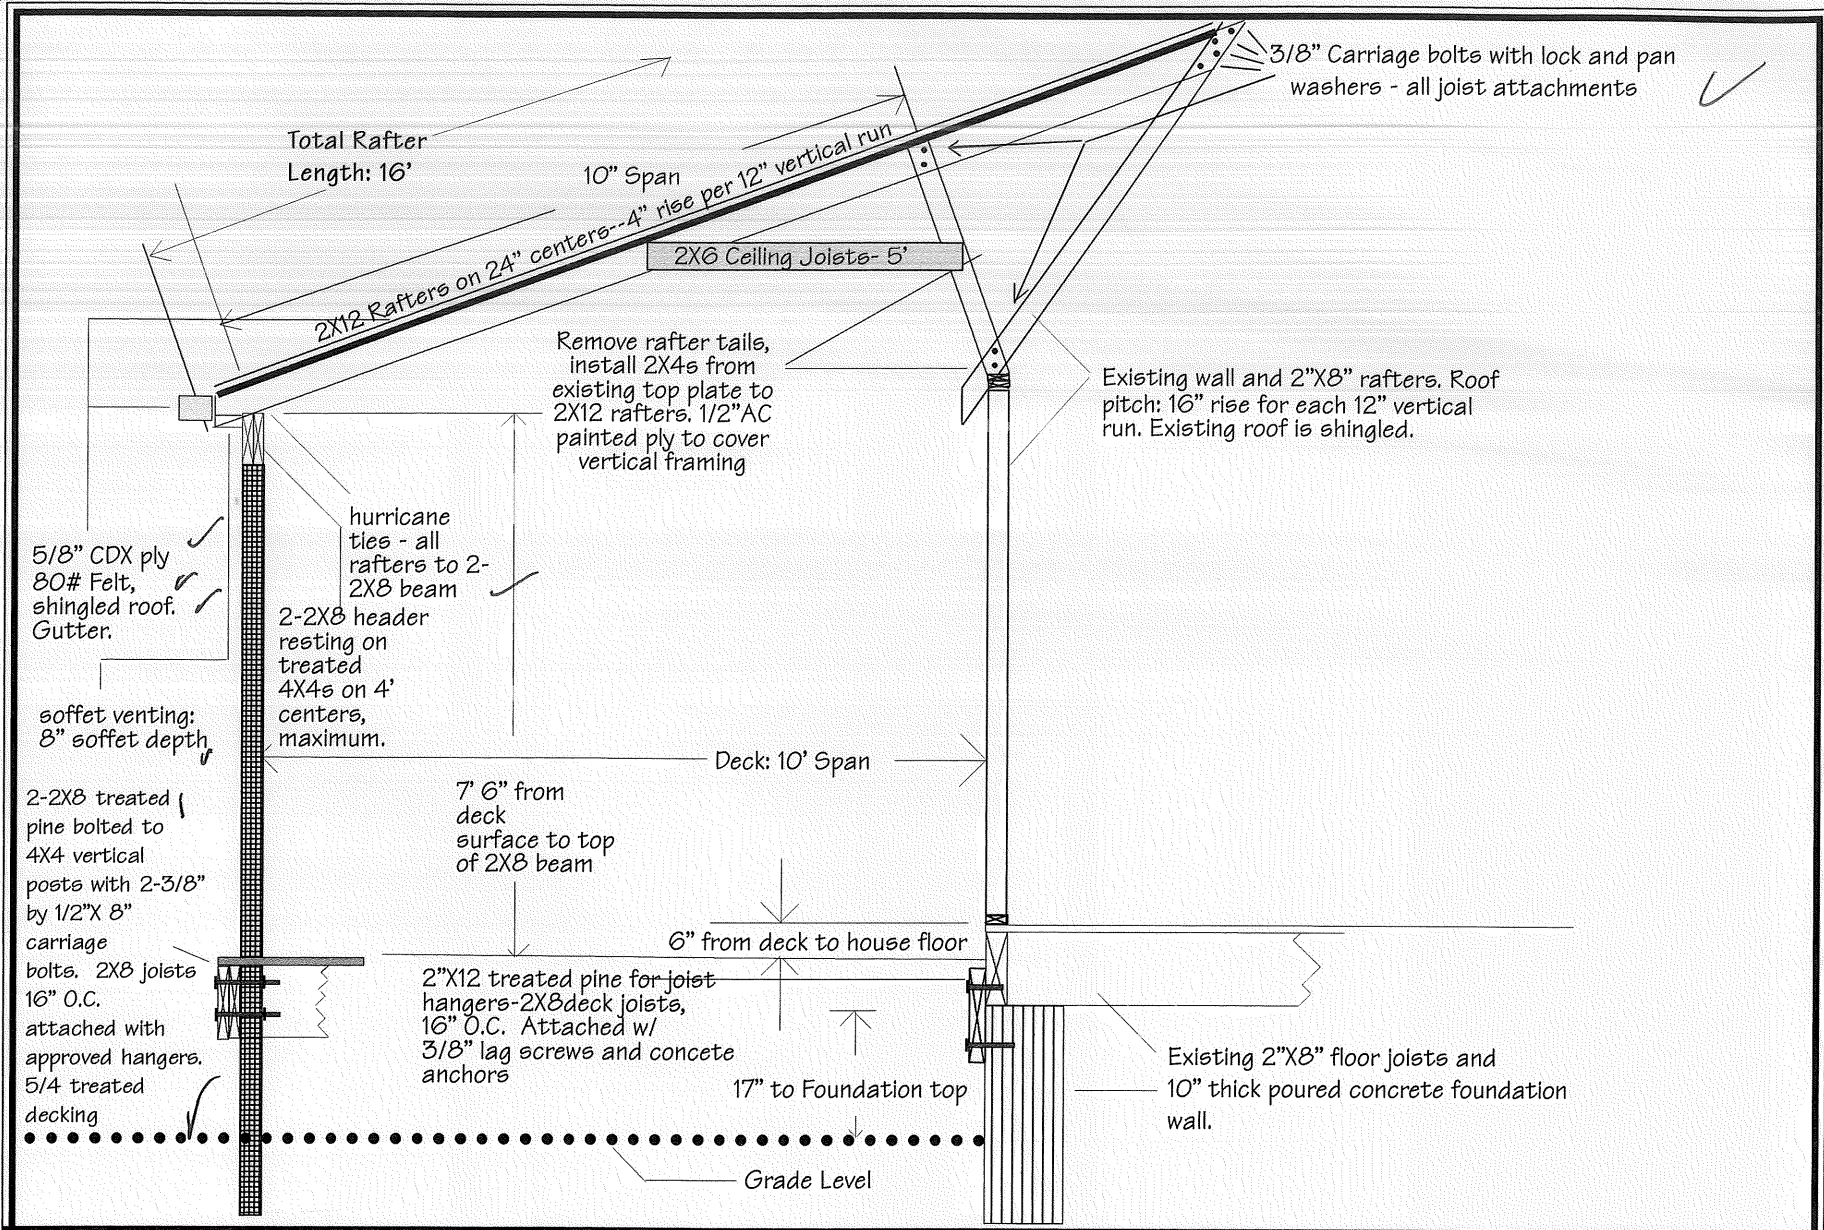 3/8" Carriage bolts with lock and pan
washers - all joist attachments
Total Rafter
Length: 16'
10" Span
2X12 Rafters on 24" centers--4" rise per 12" vertical run
2X6 Ceiling Joists- 5'
Remove rafter tails,
install 2X4s from
existing top plate to
2X12 rafters. 1/2"AC
painted ply to cover
vertical framing
Existing wall and 2"X8" rafters. Roof
pitch: 16" rise for each 12" vertical
run. Existing roof is shingled.
hurricane
ties - all
rafters to 2-
2X8 beam
5/8" CDX ply
80# Felt,
shingled roof.
Gutter.
2-2X8 header
resting on
treated
4X4s on 4'
centers,
maximum.
soffet venting:
8" soffet depth
Deck: 10' Span
7' 6" from
deck
surface to top
of 2X8 beam
2-2X8 treated
pine bolted to
4X4 vertical
posts with 2-3/8"
by 1/2"X 8"
carriage
bolts. 2X8 joists
16" O.C.
attached with
approved hangers.
5/4 treated
decking
6" from deck to house floor
2"X12 treated pine for joist
hangers-2X8deck joists,
16" O.C. Attached w/
3/8" lag screws and concete
anchors
17" to Foundation top
Existing 2"X8" floor joists and
10" thick poured concrete foundation
wall.
Grade Level